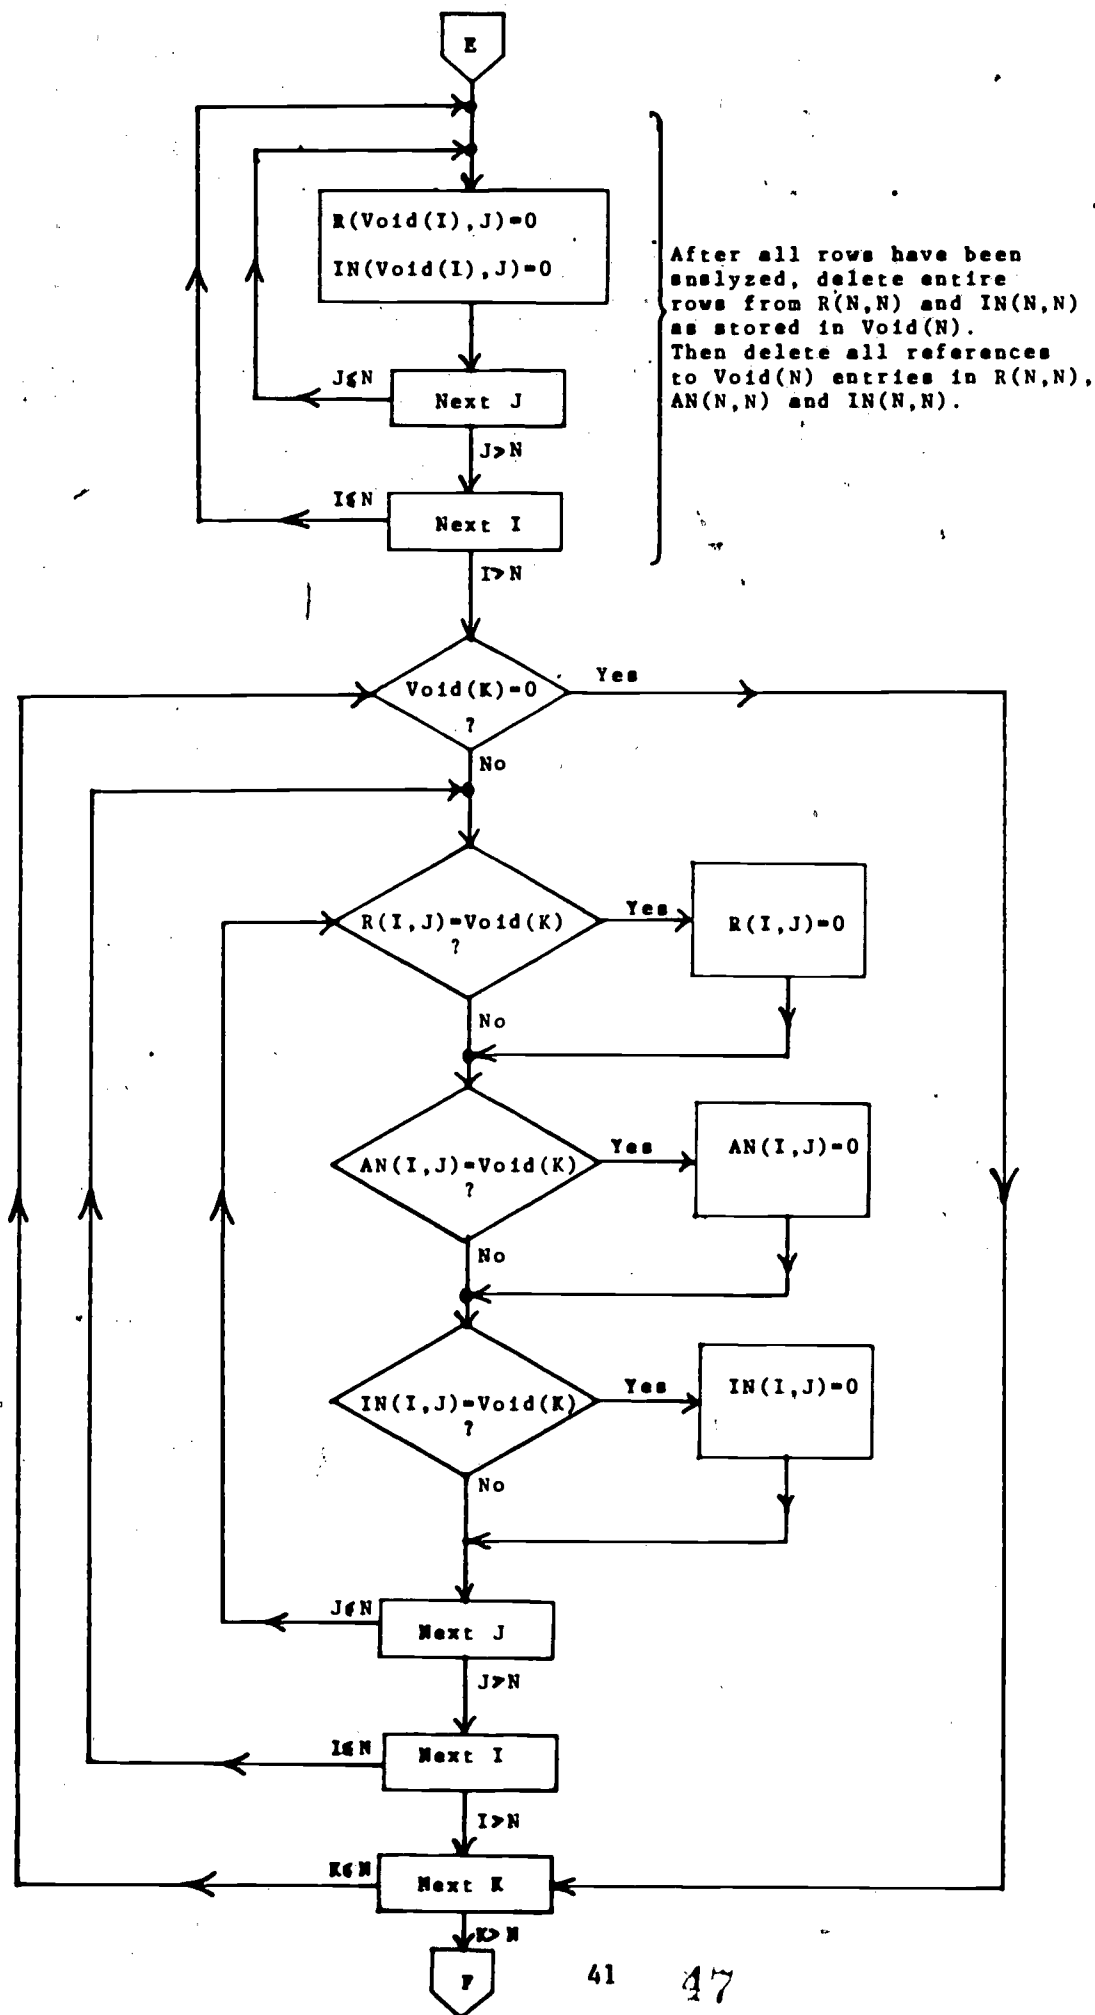 E
R(Void(I),J)=0
IN(Void(I),J)=0
After all rows have been
snslyzed, delete entire
rows from R(N,N) and IN(N,N)
as stored in Void(N).
Then delete all references
to Void(N) entries in R(N,N),
AN(N,N) and IN(N,N).
J≤N
Next J
J>N
I≤N
Next I
I>N
Void(K)=0
?
Yes
No
R(I,J)=Void(K)
?
Yes
R(I,J)=0
No
AN(I,J)=Void(K)
?
Yes
AN(I,J)=0
No
IN(I,J)=Void(K)
?
Yes
IN(I,J)=0
No
J≤N
Next J
J>N
I≤N
Next I
I>N
K≤N
Next K
K>N
F
41 47